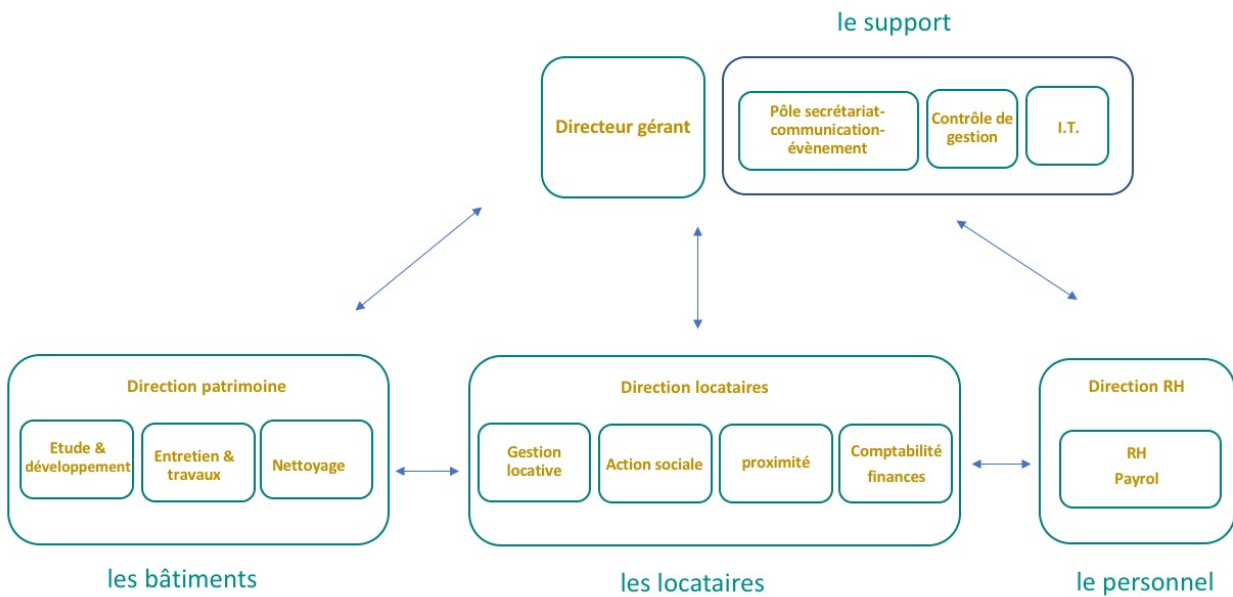 le support
Directeur gérant
Pôle secrétariat-
communication-
évènement
Contrôle de
gestion
I.T.
Direction patrimoine
Etude &
développement
Entretien &
travaux
Nettoyage
Direction locataires
Gestion
locative
Action sociale
proximité
Comptabilité
finances
Direction RH
RH
Payrol
les bâtiments
les locataires
le personnel